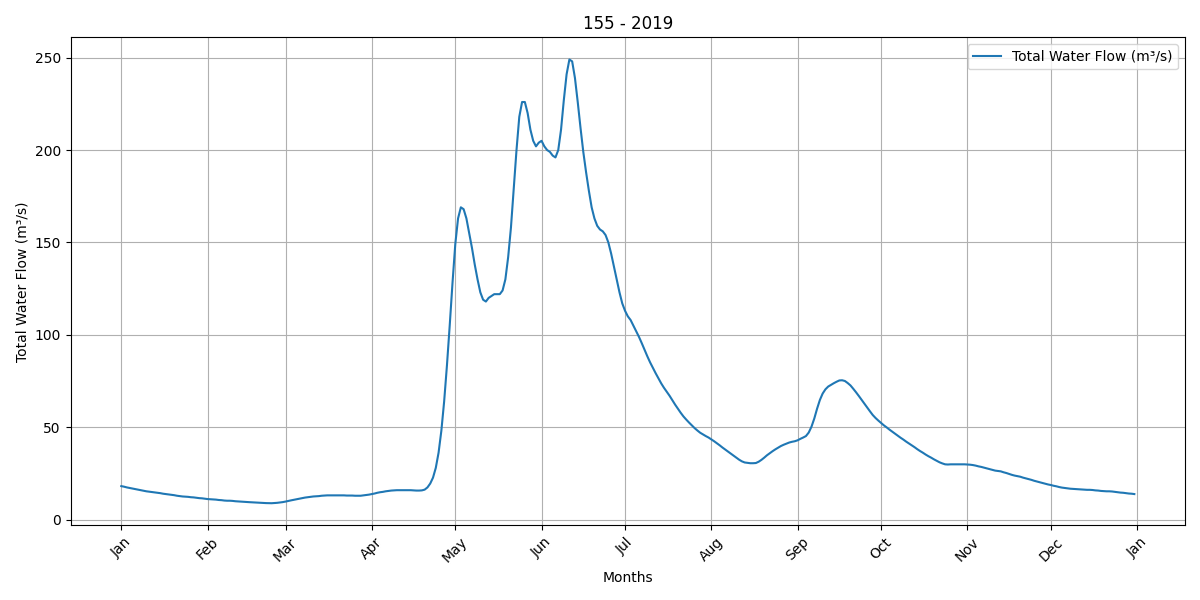 155 - 2019
Total Water Flow (m³/s)
250
200
150
100
50
0
Total Water Flow (m³/s)
Jan Feb Mar Apr May Jun Jul Aug Sep Oct Nov Dec Jan
Months